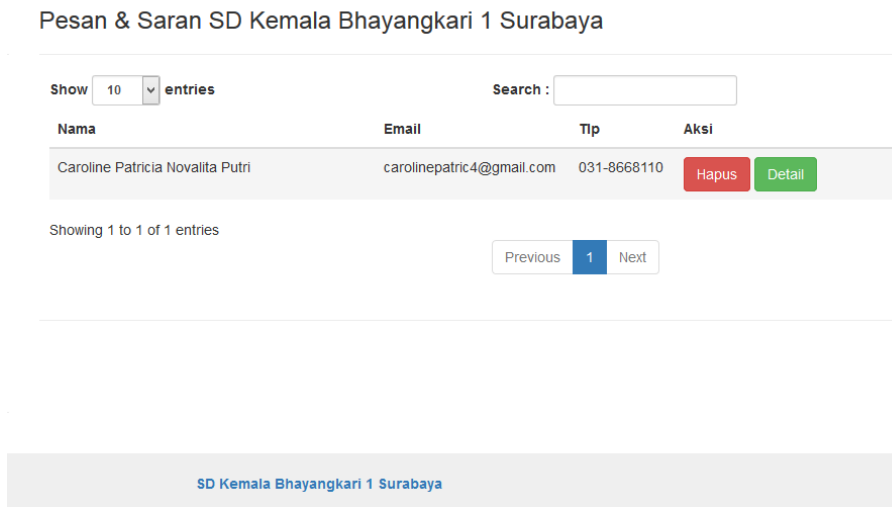 Pesan & Saran SD Kemala Bhayangkari 1 Surabaya
Show 10 entries Search :
Nama Email Tlp Aksi
Caroline Patricia Novalita Putri carolinepatric4@gmail.com 031-8668110 Hapus Detail
Showing 1 to 1 of 1 entries
Previous 1 Next
SD Kemala Bhayangkari 1 Surabaya